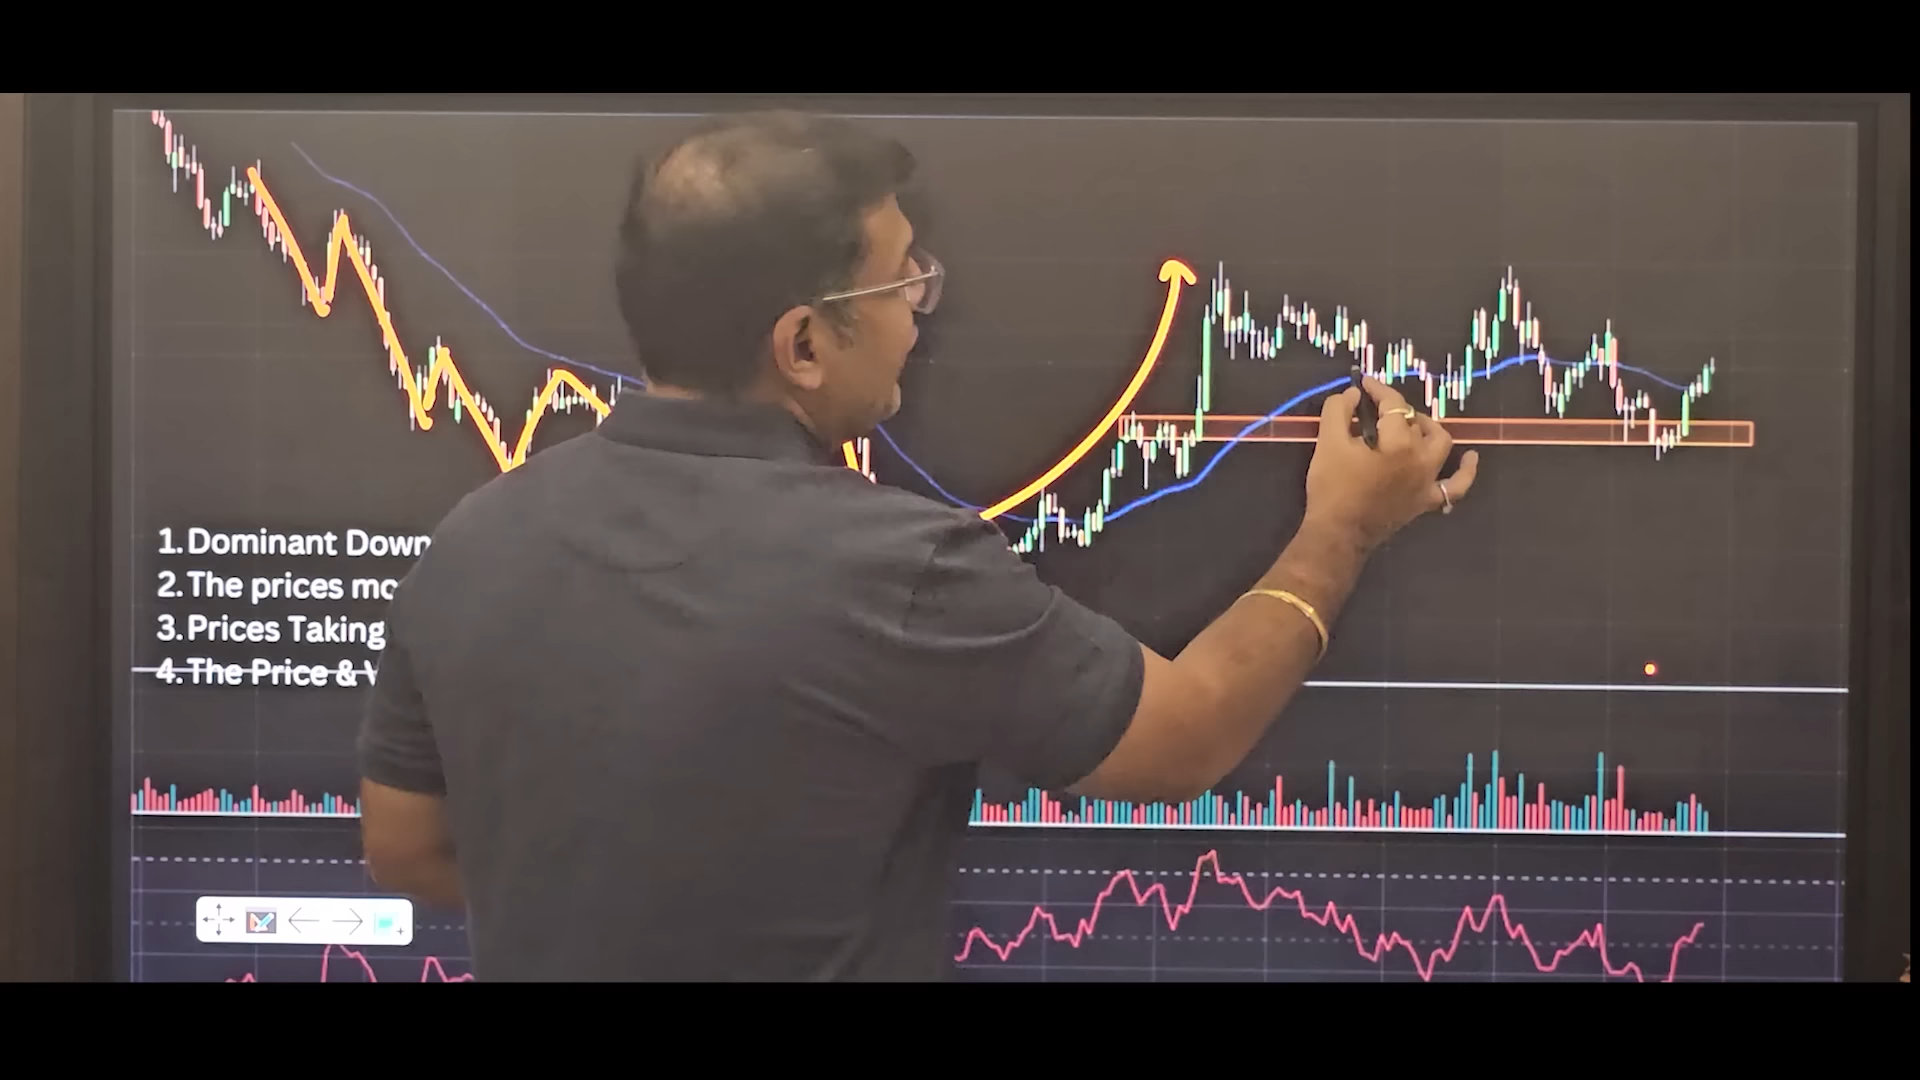 1. Dominant Down
2. The prices mo
3. Prices Taking
4. The Price &